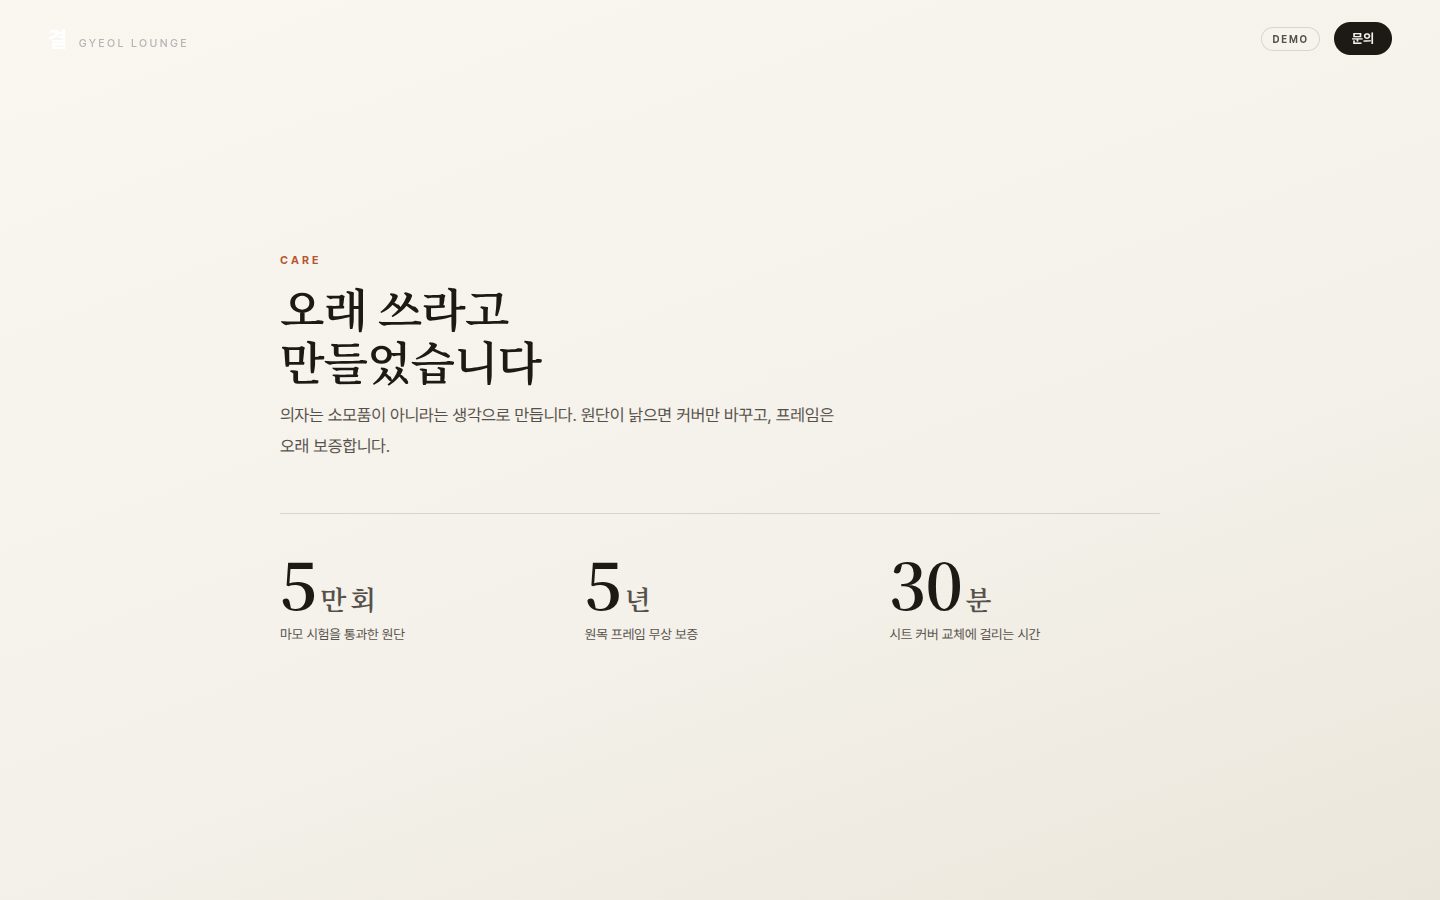 결 GYEOL LOUNGE
DEMO
문의
CARE
오래 쓰라고
만들었습니다
의자는 소모품이 아니라는 생각으로 만듭니다. 원단이 낡으면 커버만 바꾸고, 프레임은
오래 보증합니다.
5만 회
마모 시험을 통과한 원단
5년
원목 프레임 무상 보증
30분
시트 커버 교체에 걸리는 시간